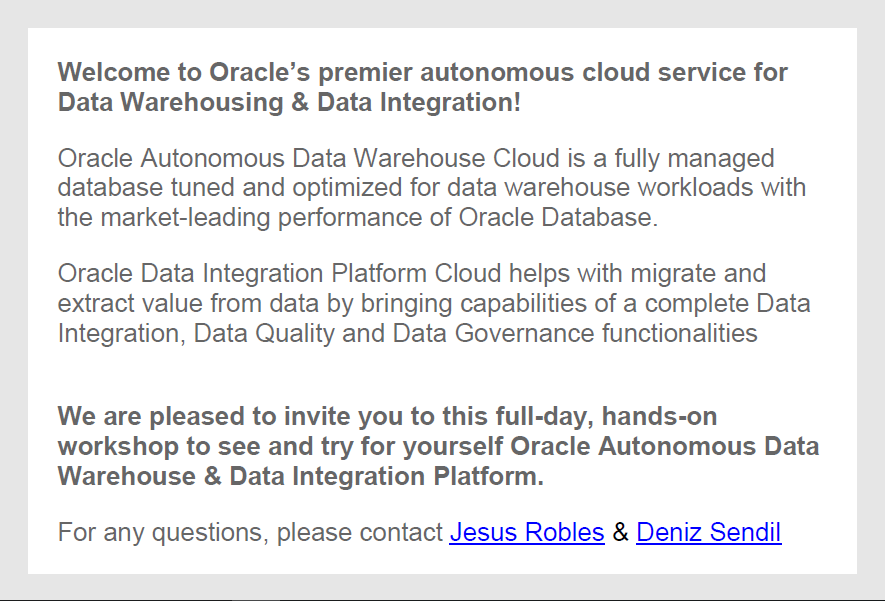 Welcome to Oracle’s premier autonomous cloud service for
Data Warehousing & Data Integration!
Oracle Autonomous Data Warehouse Cloud is a fully managed
database tuned and optimized for data warehouse workloads with
the market-leading performance of Oracle Database.
Oracle Data Integration Platform Cloud helps with migrate and
extract value from data by bringing capabilities of a complete Data
Integration, Data Quality and Data Governance functionalities
We are pleased to invite you to this full-day, hands-on
workshop to see and try for yourself Oracle Autonomous Data
Warehouse & Data Integration Platform.
For any questions, please contact Jesus Robles & Deniz Sendil